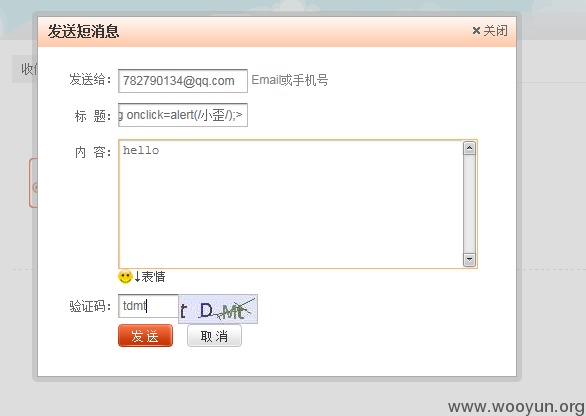 发送短消息
关闭
收件
发送给：
782790134@qq.com
Email或手机号
标 题：
g onclick=alert(/小歪/);>
内 容：
hello
↓表情
验证码：
tdmt
t D Mt
发 送
取 消
www.wooyun.org